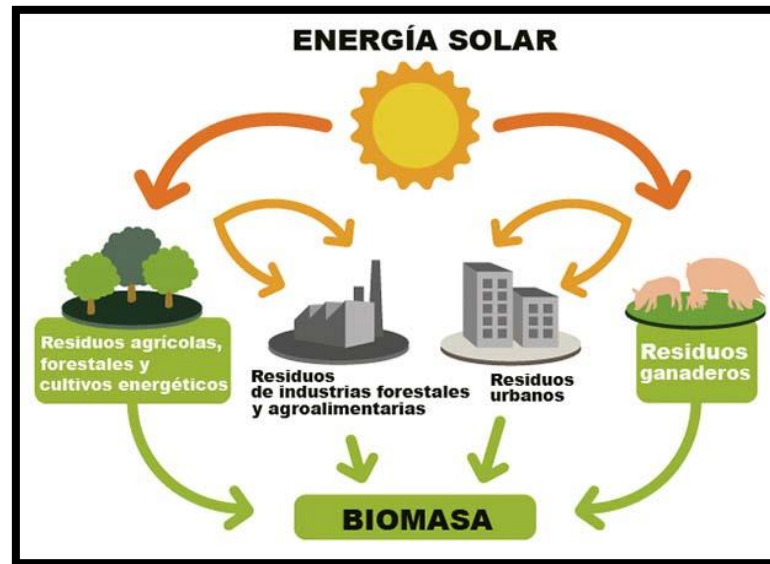 ENERGÍA SOLAR
Residuos agrícolas,
forestales y
cultivos energéticos
Residuos
de industrias forestales
y agroalimentarias
Residuos
urbanos
Residuos
ganaderos
BIOMASA